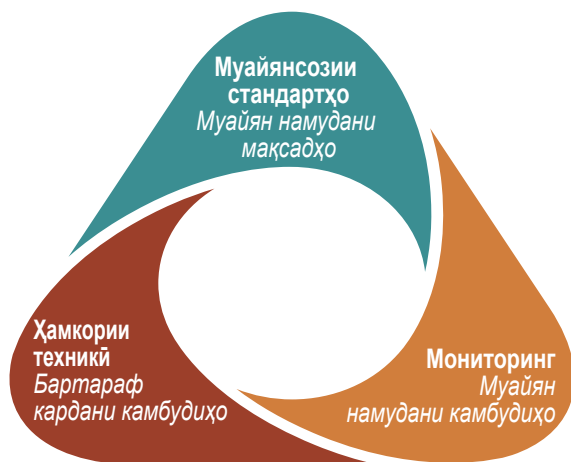 Муайянсозии
стандартҳо
Муайян намудани
мақсадҳо
Ҳамкории
техникӣ
Бартараф
кардани камбудиҳо
Мониторинг
Муайян
намудани камбудиҳо